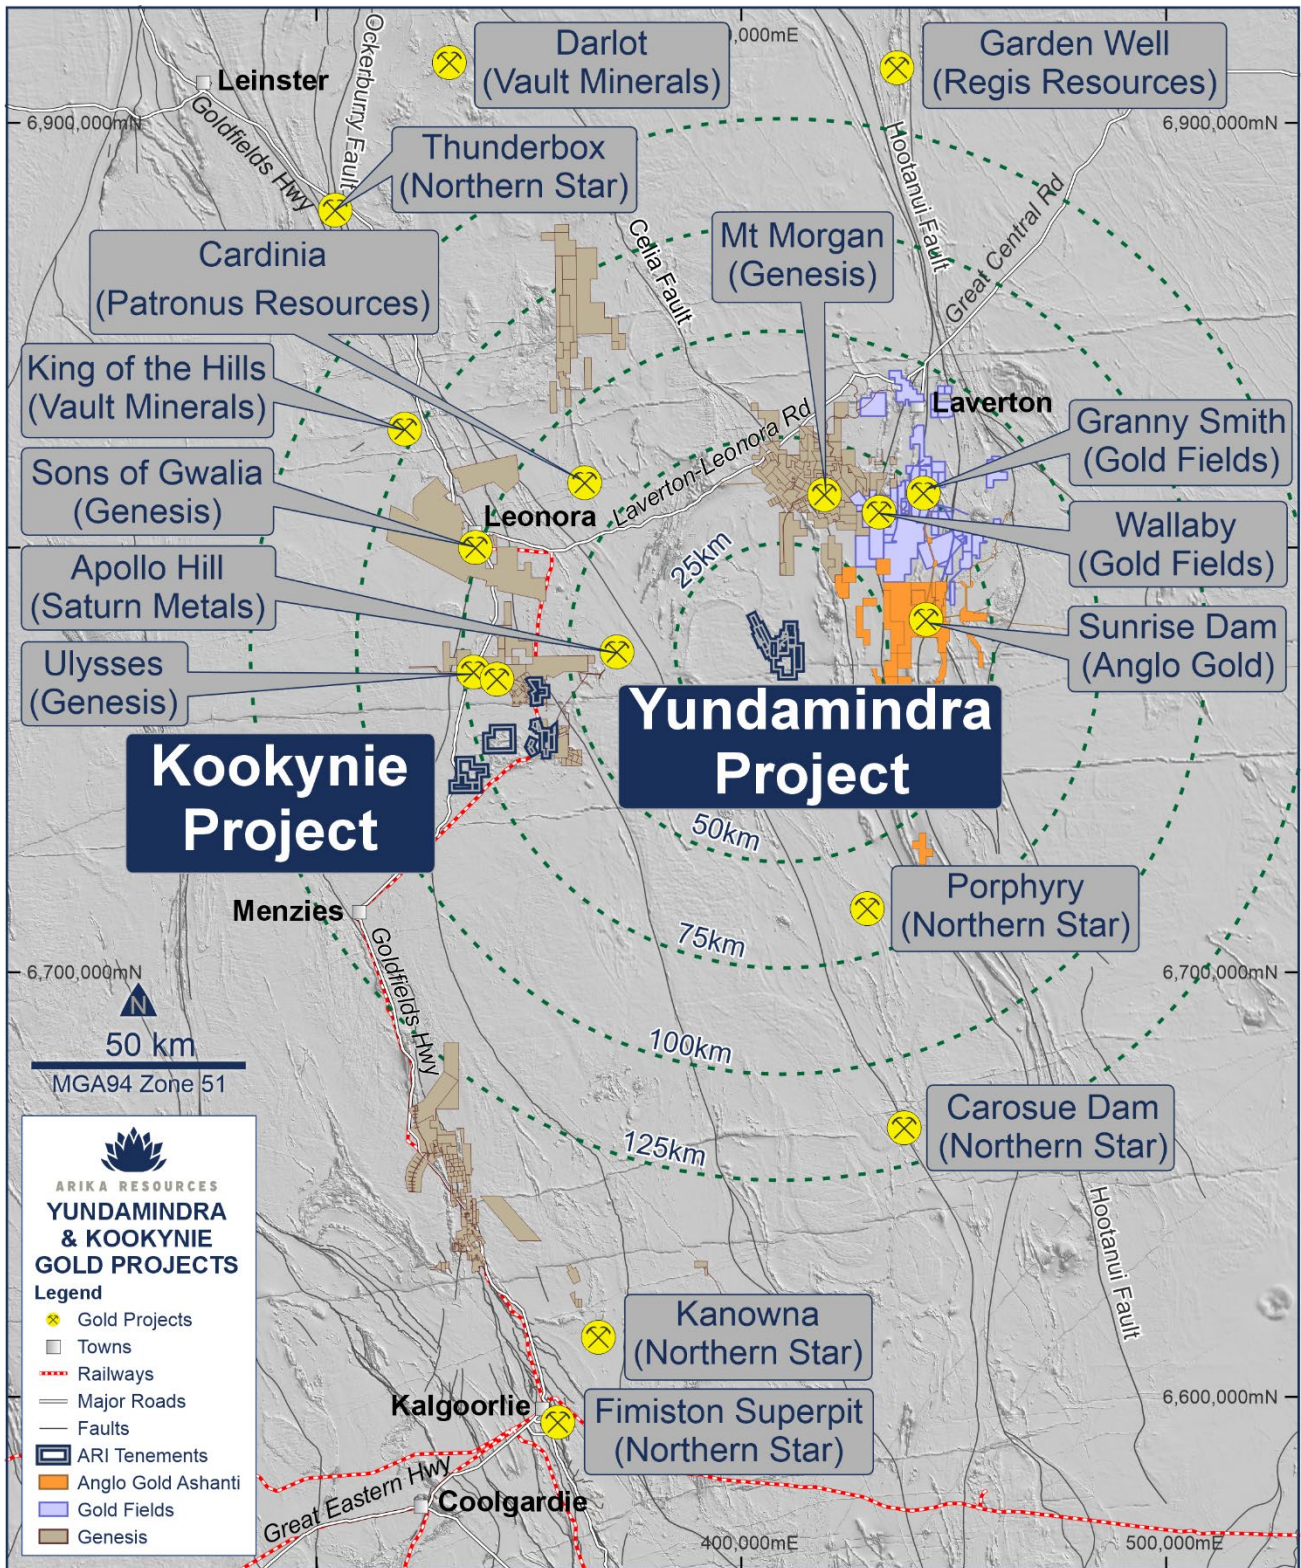 Darlot
(Vault Minerals)
,000mE
Garden Well
(Regis Resources)
Leinster
Ockerburry Fault
Goldfields Hwy
6,900,000mN
6,900,000mN
Thunderbox
(Northern Star)
Hootanui Fault
Great Central Rd
Cardinia
(Patronus Resources)
Celia Fault
Mt Morgan
(Genesis)
King of the Hills
(Vault Minerals)
Laverton
Laverton-Leonora Rd
Granny Smith
(Gold Fields)
Sons of Gwalia
(Genesis)
Leonora
Wallaby
(Gold Fields)
Apollo Hill
(Saturn Metals)
25km
Sunrise Dam
(Anglo Gold)
Ulysses
(Genesis)
Yundamindra
Project
Kookynie
Project
50km
Porphyry
(Northern Star)
Menzies
75km
Goldfields Hwy
6,700,000mN
6,700,000mN
N
50 km
MGA94 Zone 51
100km
Carosue Dam
(Northern Star)
125km
Hootanui Fault
ARIKA RESOURCES
YUNDAMINDRA
& KOOKYNIE
GOLD PROJECTS
Legend
Gold Projects
Towns
Railways
Major Roads
Faults
ARI Tenements
Anglo Gold Ashanti
Gold Fields
Genesis
Kanowna
(Northern Star)
Kalgoorlie
6,600,000mN
Fimiston Superpit
(Northern Star)
Great Eastern Hwy
Coolgardie
400,000mE
500,000mE